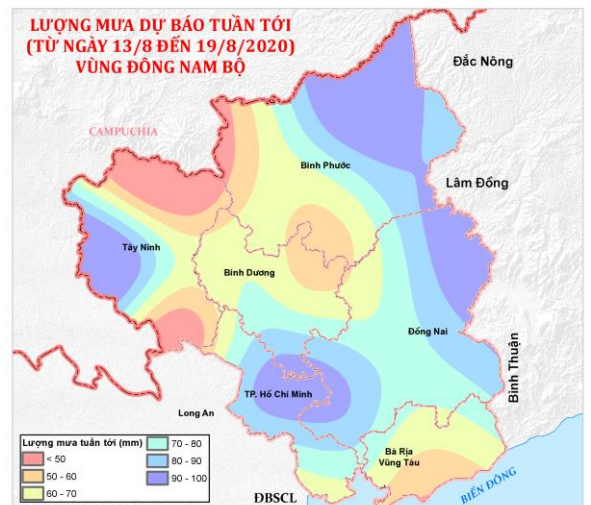 LƯỢNG MƯA DỰ BÁO TUẦN TỚI
(TỪ NGÀY 13/8 ĐẾN 19/8/2020)
VÙNG ĐÔNG NAM BỘ
Đắc Nông
CAMPUCHIA
Bình Phước
Lâm Đồng
Tây Ninh
Bình Dương
Đồng Nai
Bình Thuận
TP. Hồ Chí Minh
Long An
Bà Rịa
Vũng Tàu
BIỂN ĐÔNG
ĐBSCL
Lượng mưa tuần tới (mm)
< 50
50 - 60
60 - 70
70 - 80
80 - 90
90 - 100